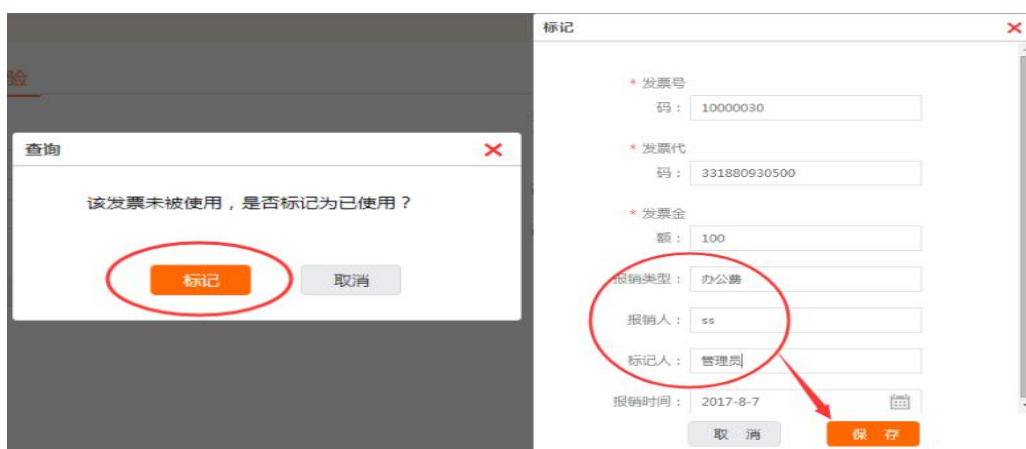 验
查询
该发票未被使用，是否标记为已使用？
标记
取消
标记
* 发票号
码： 10000030
* 发票代
码： 331880930500
* 发票金
额： 100
报销类型： 办公费
报销人： ss
标记人： 管理员
报销时间： 2017-8-7
取 消
保 存